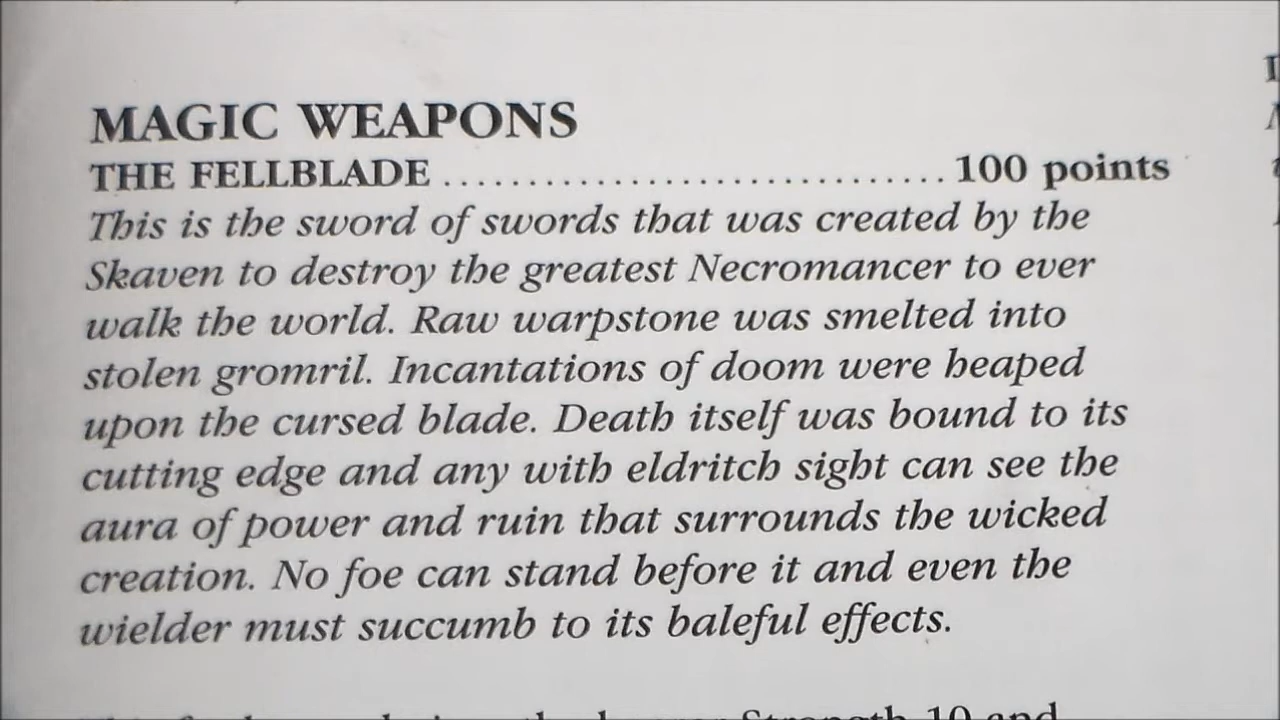 MAGIC WEAPONS
THE FELLBLADE .............................. 100 points
This is the sword of swords that was created by the
Skaven to destroy the greatest Necromancer to ever
walk the world. Raw warpstone was smelted into
stolen gromril. Incantations of doom were heaped
upon the cursed blade. Death itself was bound to its
cutting edge and any with eldritch sight can see the
aura of power and ruin that surrounds the wicked
creation. No foe can stand before it and even the
wielder must succumb to its baleful effects.
Strength 10 and